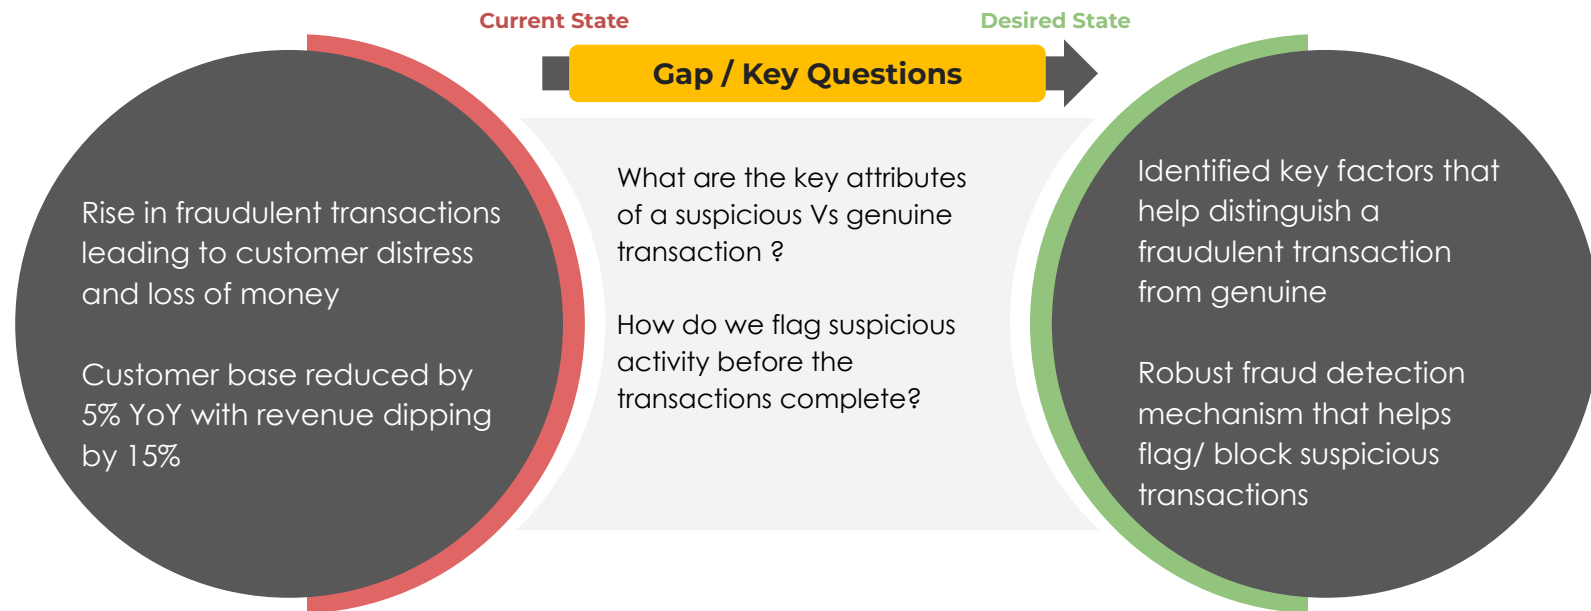 Current State
Desired State
Gap / Key Questions
Rise in fraudulent transactions
leading to customer distress
and loss of money
Customer base reduced by
5% YoY with revenue dipping
by 15%
What are the key attributes
of a suspicious Vs genuine
transaction ?
How do we flag suspicious
activity before the
transactions complete?
Identified key factors that
help distinguish a
fraudulent transaction
from genuine
Robust fraud detection
mechanism that helps
flag/ block suspicious
transactions